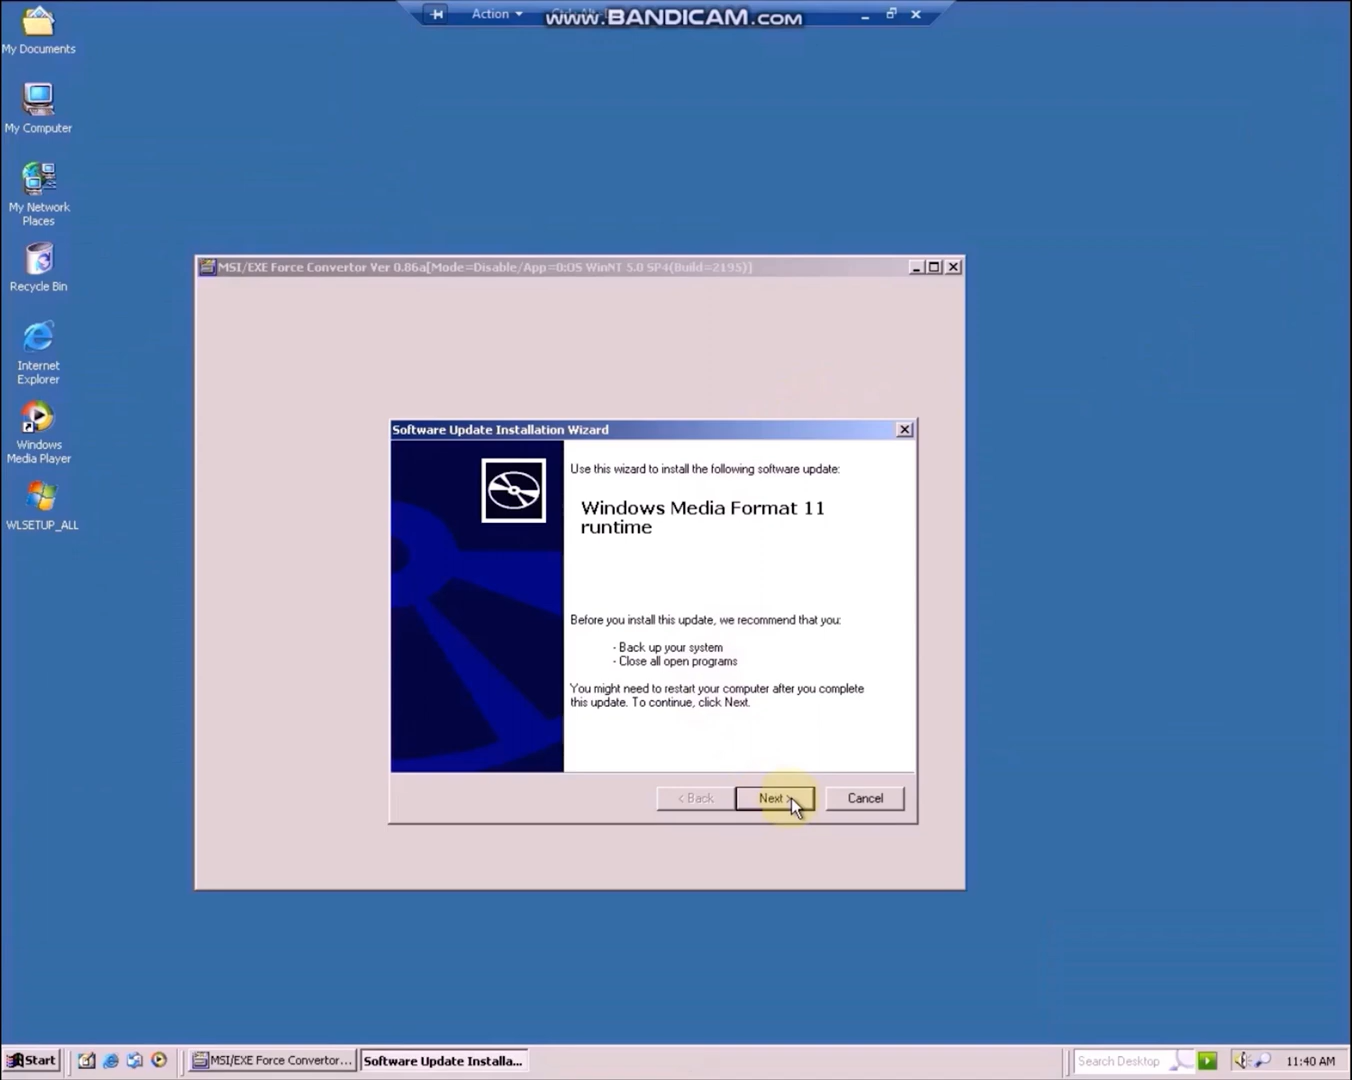 Action
www.BANDICAM.com
My Documents
My Computer
My Network
Places
Recycle Bin
Internet
Explorer
Windows
Media Player
WLSETUP_ALL
MSI/EXE Force Convertor Ver 0.86a[Mode=Disable/App=0:OS WinNT 5.0 SP4(Build=2195)]
Software Update Installation Wizard
Use this wizard to install the following software update:
Windows Media Format 11
runtime
Before you install this update, we recommend that you:
- Back up your system
- Close all open programs
You might need to restart your computer after you complete
this update. To continue, click Next.
< Back
Next >
Cancel
Start
MSI/EXE Force Convertor...
Software Update Installa...
Search Desktop
11:40 AM